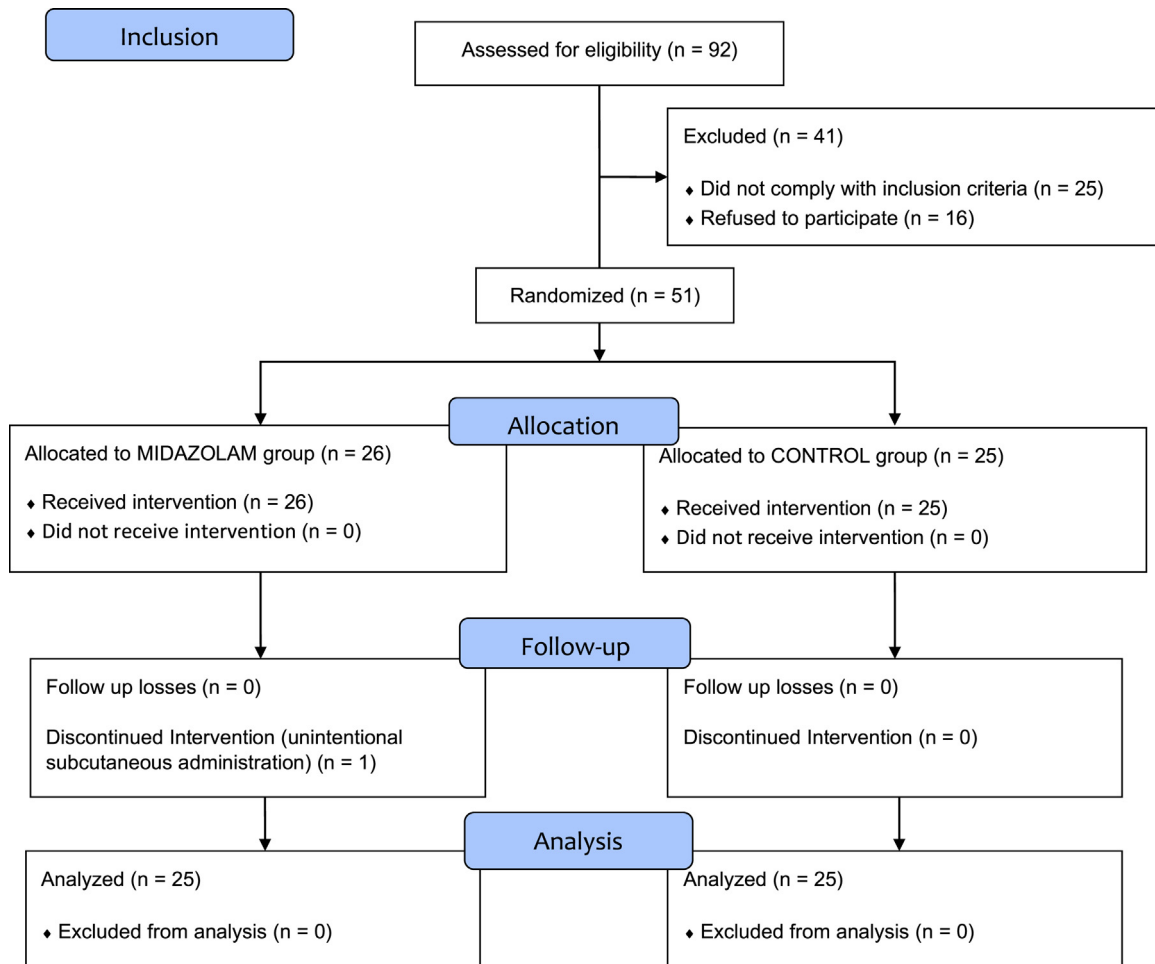 Inclusion
Assessed for eligibility (n = 92)
Excluded (n = 41)
♦ Did not comply with inclusion criteria (n = 25)
♦ Refused to participate (n = 16)
Randomized (n = 51)
Allocation
Allocated to MIDAZOLAM group (n = 26)
♦ Received intervention (n = 26)
♦ Did not receive intervention (n = 0)
Allocated to CONTROL group (n = 25)
♦ Received intervention (n = 25)
♦ Did not receive intervention (n = 0)
Follow-up
Follow up losses (n = 0)
Discontinued Intervention (unintentional
subcutaneous administration) (n = 1)
Follow up losses (n = 0)
Discontinued Intervention (n = 0)
Analysis
Analyzed (n = 25)
♦ Excluded from analysis (n = 0)
Analyzed (n = 25)
♦ Excluded from analysis (n = 0)